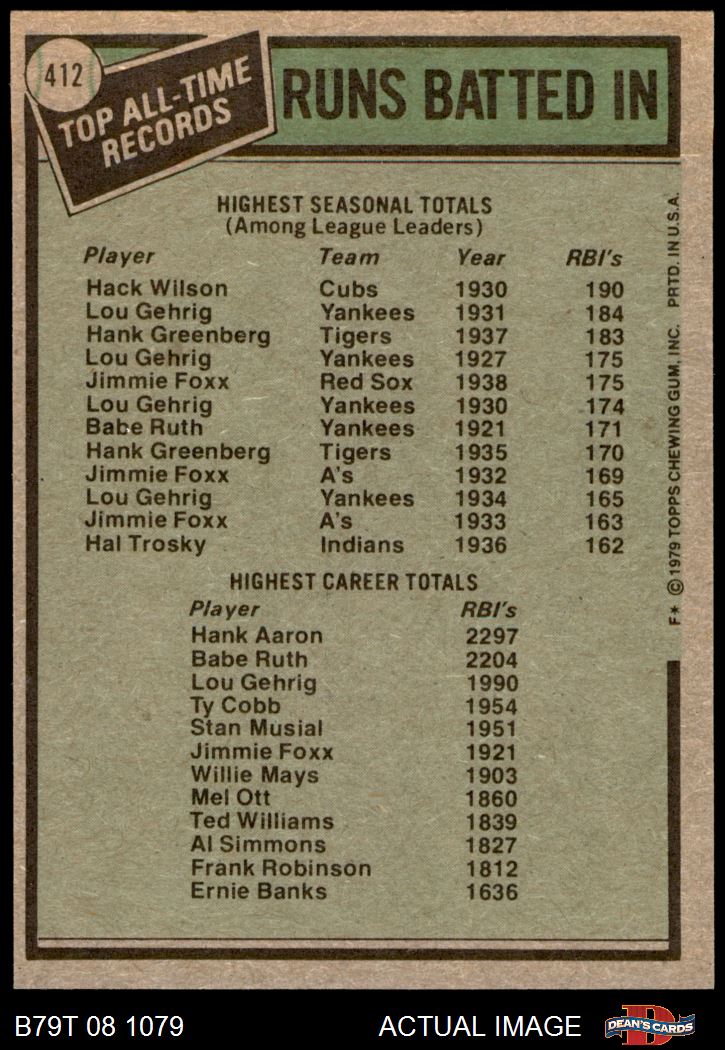 412
TOP ALL-TIME
RECORDS
RUNS BATTED IN
HIGHEST SEASONAL TOTALS
(Among League Leaders)
Player Team Year RBI's
Hack Wilson Cubs 1930 190
Lou Gehrig Yankees 1931 184
Hank Greenberg Tigers 1937 183
Lou Gehrig Yankees 1927 175
Jimmie Foxx Red Sox 1938 175
Lou Gehrig Yankees 1930 174
Babe Ruth Yankees 1921 171
Hank Greenberg Tigers 1935 170
Jimmie Foxx A's 1932 169
Lou Gehrig Yankees 1934 165
Jimmie Foxx A's 1933 163
Hal Trosky Indians 1936 162
HIGHEST CAREER TOTALS
Player RBI's
Hank Aaron 2297
Babe Ruth 2204
Lou Gehrig 1990
Ty Cobb 1954
Stan Musial 1951
Jimmie Foxx 1921
Willie Mays 1903
Mel Ott 1860
Ted Williams 1839
Al Simmons 1827
Frank Robinson 1812
Ernie Banks 1636
F* © 1979 TOPPS CHEWING GUM, INC. PRTD. IN U.S.A.
B79T 08 1079 ACTUAL IMAGE
D
DEAN'S CARDS